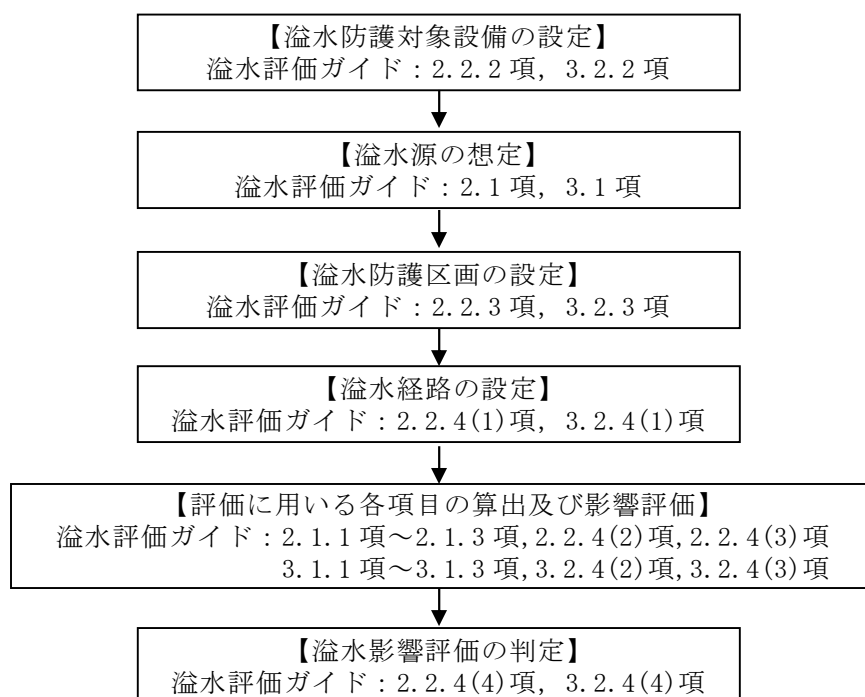 【溢水防護対象設備の設定】
溢水評価ガイド：2.2.2 項，3.2.2 項
【溢水源の想定】
溢水評価ガイド：2.1 項，3.1 項
【溢水防護区画の設定】
溢水評価ガイド：2.2.3 項，3.2.3 項
【溢水経路の設定】
溢水評価ガイド：2.2.4(1)項，3.2.4(1)項
【評価に用いる各項目の算出及び影響評価】
溢水評価ガイド：2.1.1 項～2.1.3 項,2.2.4(2)項,2.2.4(3)項
3.1.1 項～3.1.3 項,3.2.4(2)項,3.2.4(3)項
【溢水影響評価の判定】
溢水評価ガイド：2.2.4(4)項，3.2.4(4)項